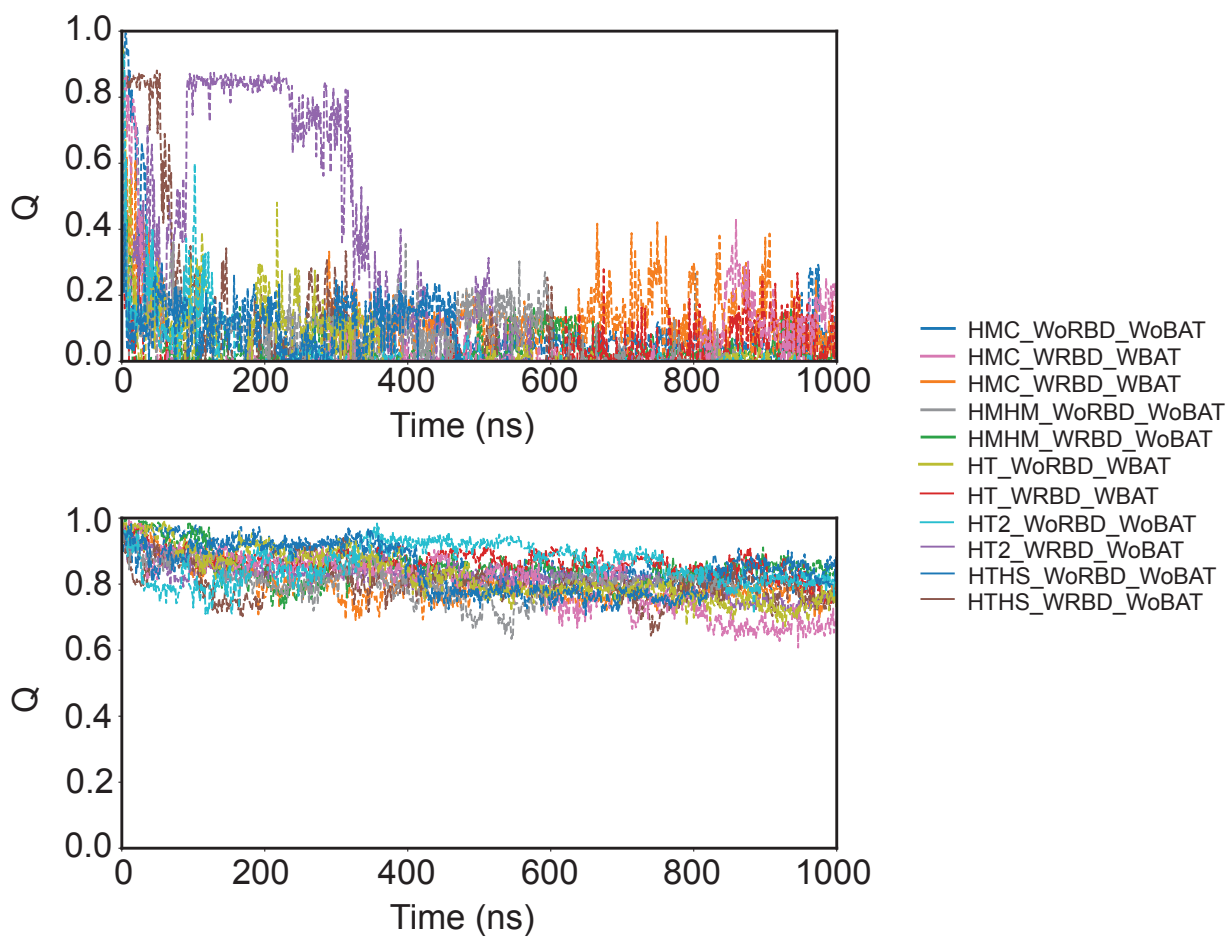 1.0
0.8
0.6
0.4
0.2
0.0
Q
0 200 400 600 800 1000
Time (ns)
1.0
0.8
0.6
0.4
0.2
0.0
Q
0 200 400 600 800 1000
Time (ns)
HMC_WoRBD_WoBAT
HMC_WRBD_WBAT
HMC_WRBD_WBAT
HMHM_WoRBD_WoBAT
HMHM_WRBD_WoBAT
HT_WoRBD_WBAT
HT_WRBD_WBAT
HT2_WoRBD_WoBAT
HT2_WRBD_WoBAT
HTHS_WoRBD_WoBAT
HTHS_WRBD_WoBAT